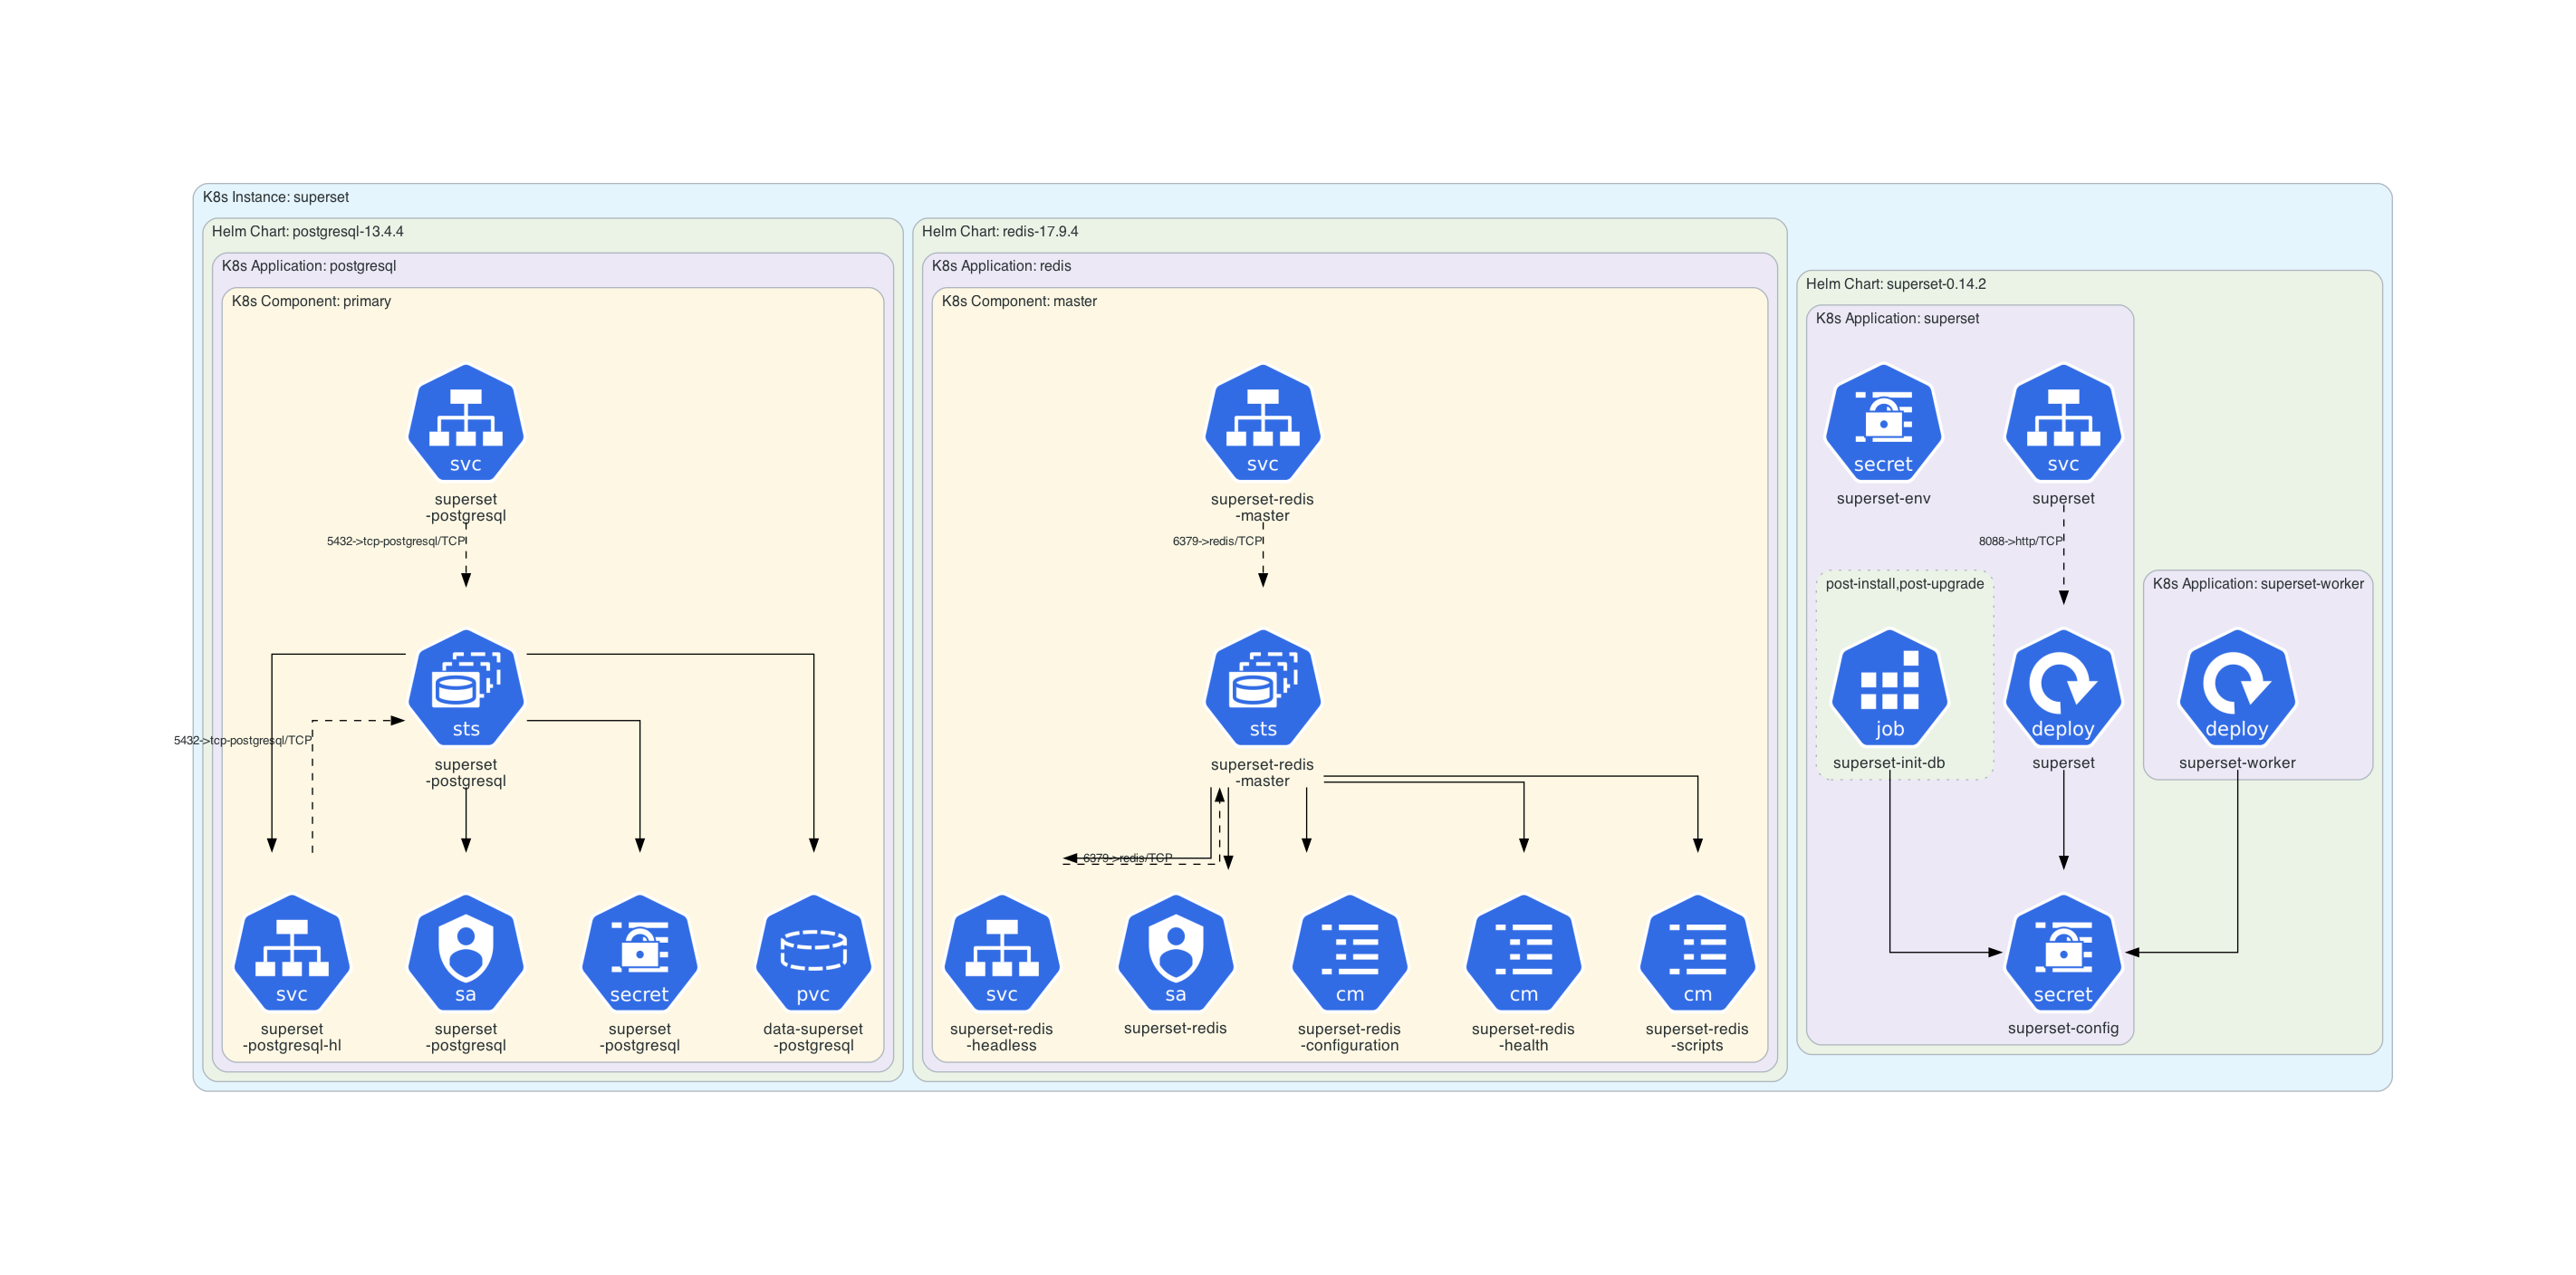 K8s Instance: superset
Helm Chart: postgresql-13.4.4
K8s Application: postgresql
K8s Component: primary
svc
superset
-postgresql
5432->tcp-postgresql/TCP
sts
superset
-postgresql
5432->tcp-postgresql/TCP
svc
superset
-postgresql-hl
sa
superset
-postgresql
secret
superset
-postgresql
pvc
data-superset
-postgresql
Helm Chart: redis-17.9.4
K8s Application: redis
K8s Component: master
svc
superset-redis
-master
6379->redis/TCP
sts
superset-redis
-master
6379->redis/TCP
svc
superset-redis
-headless
sa
superset-redis
cm
superset-redis
-configuration
cm
superset-redis
-health
cm
superset-redis
-scripts
Helm Chart: superset-0.14.2
K8s Application: superset
secret
superset-env
svc
superset
8088->http/TCP
post-install,post-upgrade
job
superset-init-db
deploy
superset
K8s Application: superset-worker
deploy
superset-worker
secret
superset-config